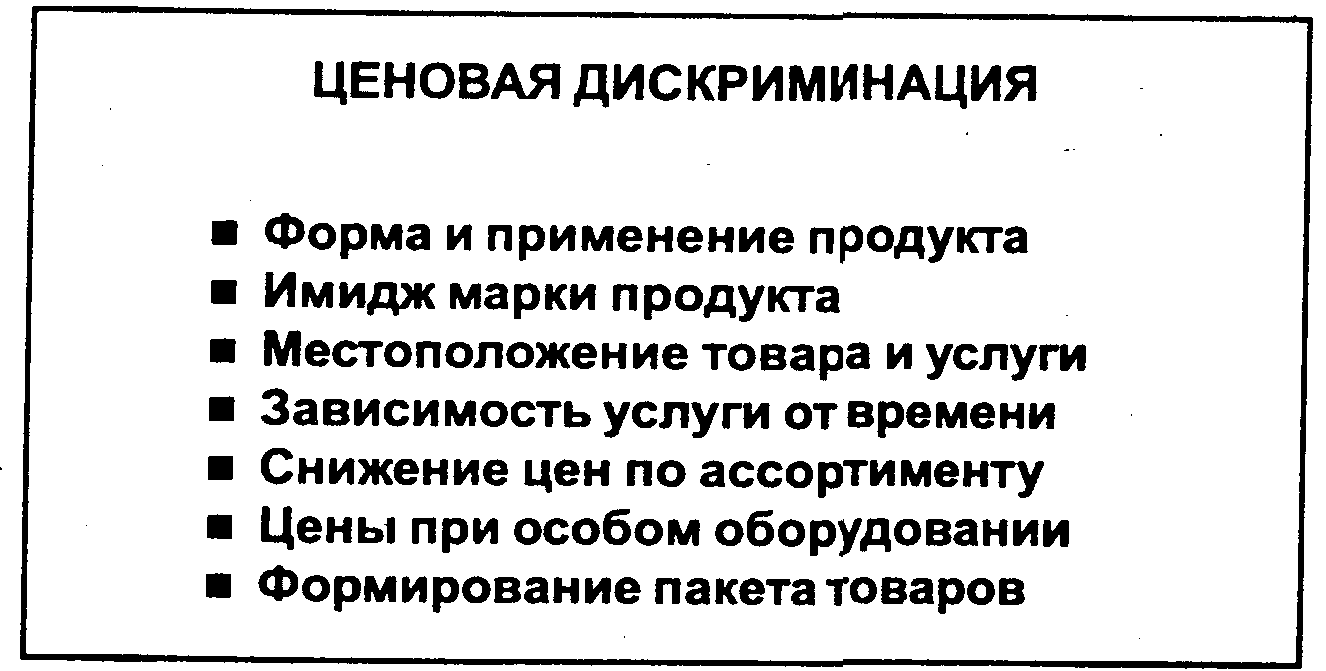 ЦЕНОВАЯ ДИСКРИМИНАЦИЯ
■ Форма и применение продукта
■ Имидж марки продукта
■ Местоположение товара и услуги
■ Зависимость услуги от времени
■ Снижение цен по ассортименту
■ Цены при особом оборудовании
■ Формирование пакета товаров